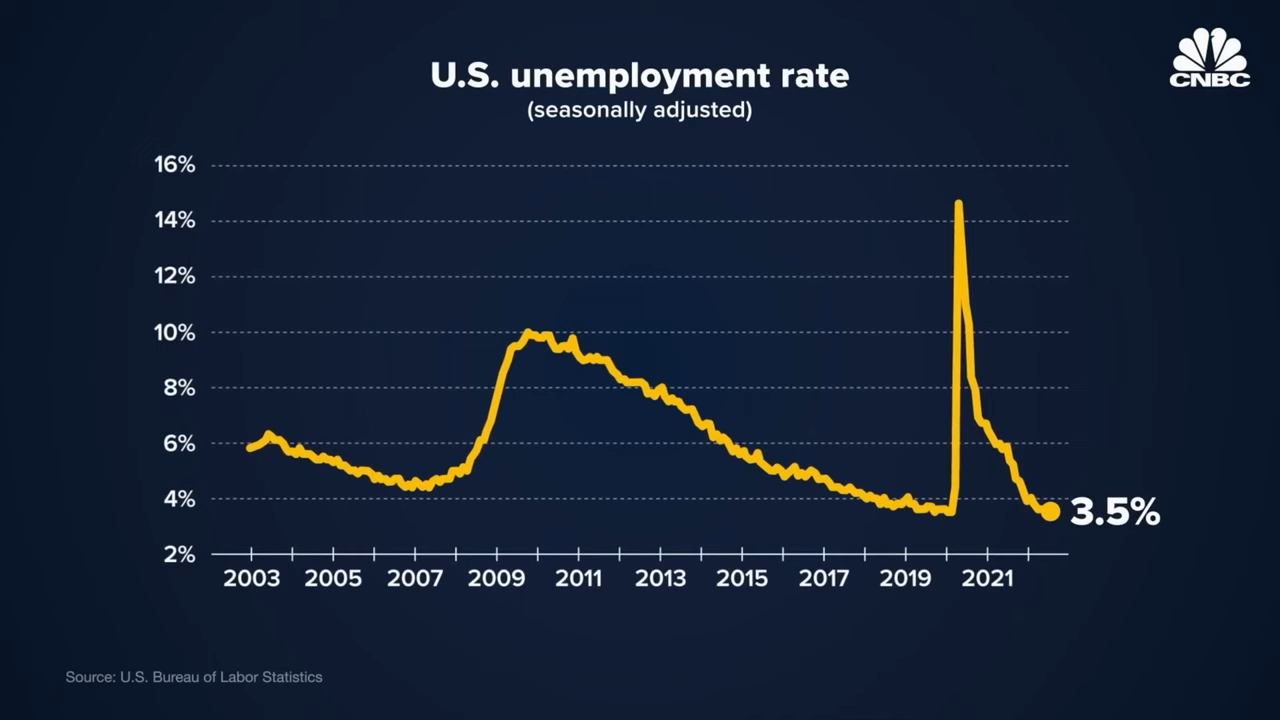 CNBC
U.S. unemployment rate
(seasonally adjusted)
16%
14%
12%
10%
8%
6%
4%
3.5%
2%
2003 2005 2007 2009 2011 2013 2015 2017 2019 2021
Source: U.S. Bureau of Labor Statistics